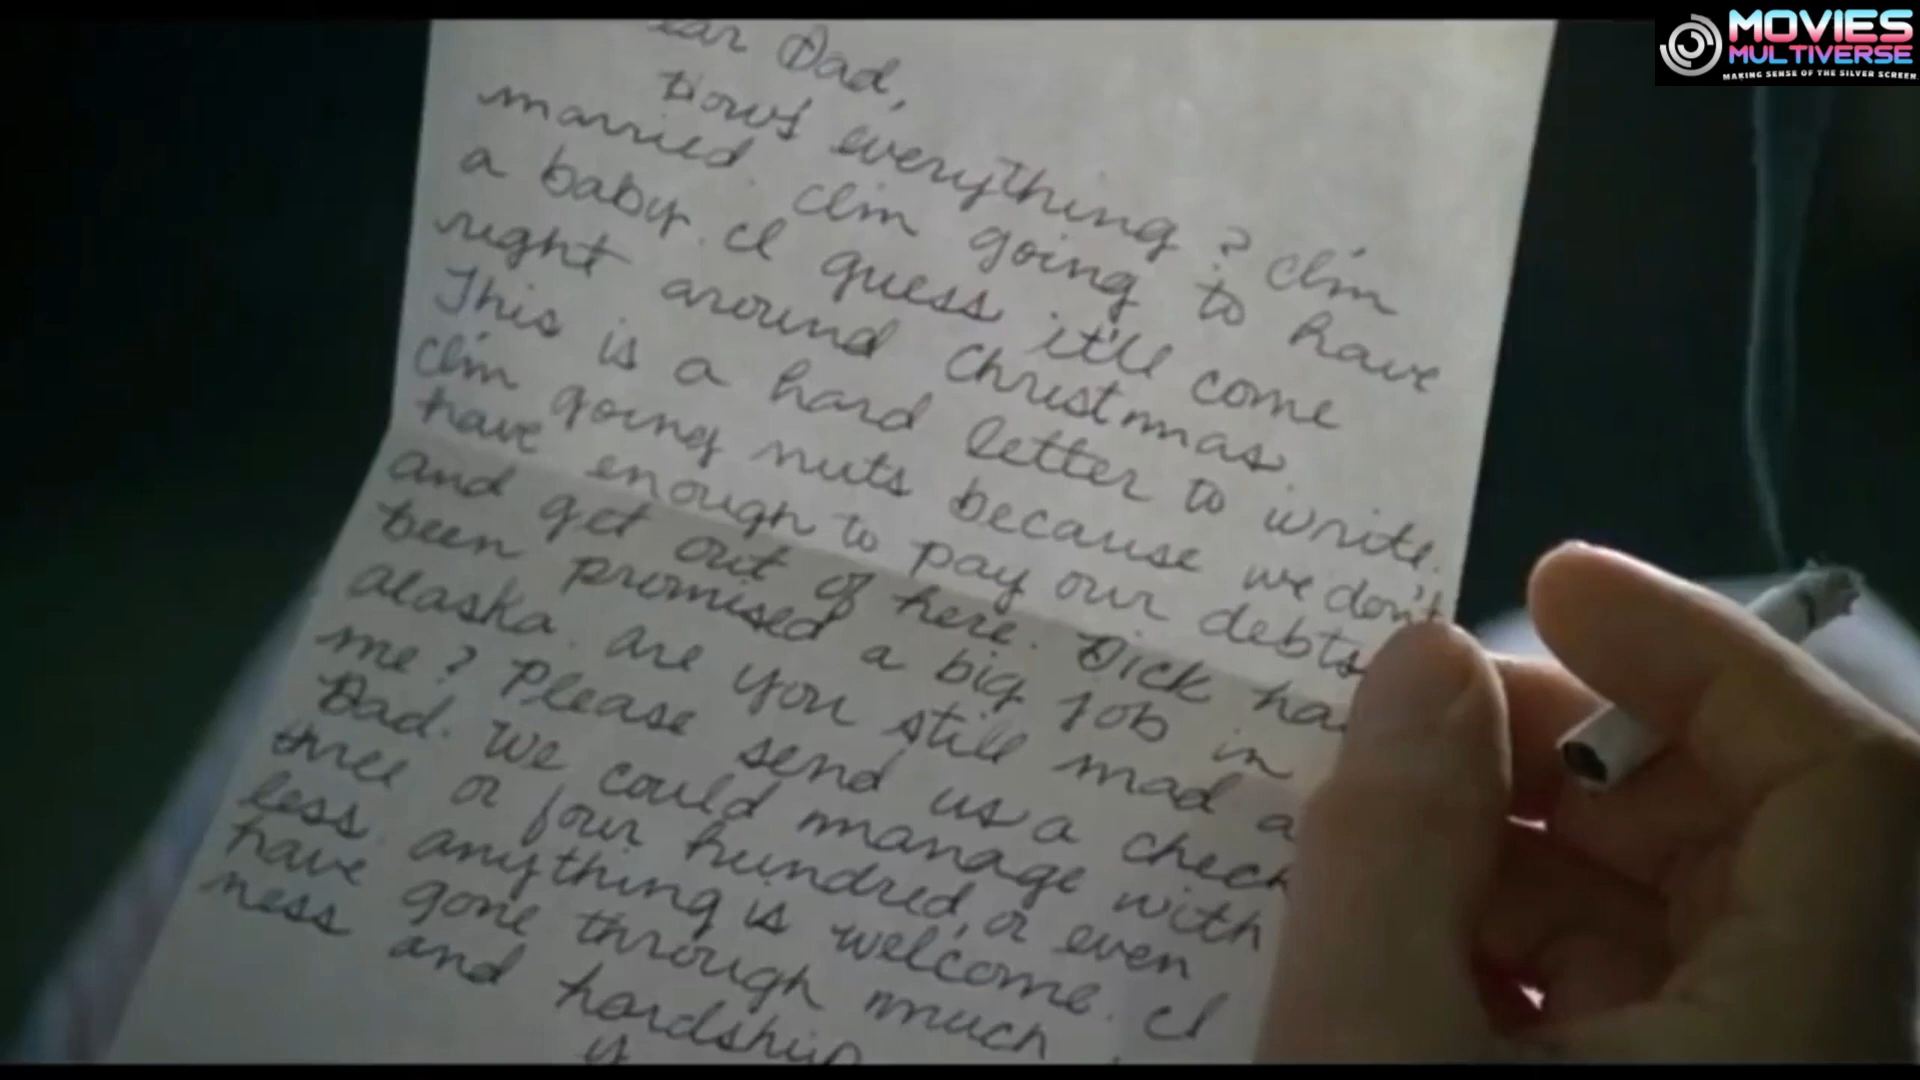 MOVIES
MULTIVERSE
MAKING SENSE OF THE SILVER SCREEN
ear Dad,
How's everything? I'm
married. I'm going to have
a baby. I guess it'll come
right around Christmas.
This is a hard letter to write.
I'm going nuts because we don't
have enough to pay our debts
and get out of here. Dick ha
been promised a big job in
Alaska. Are you still mad a
me? Please send us a check
Dad. We could manage with
three or four hundred, or even
less. Anything is welcome. I
have gone through much
ness and hardship